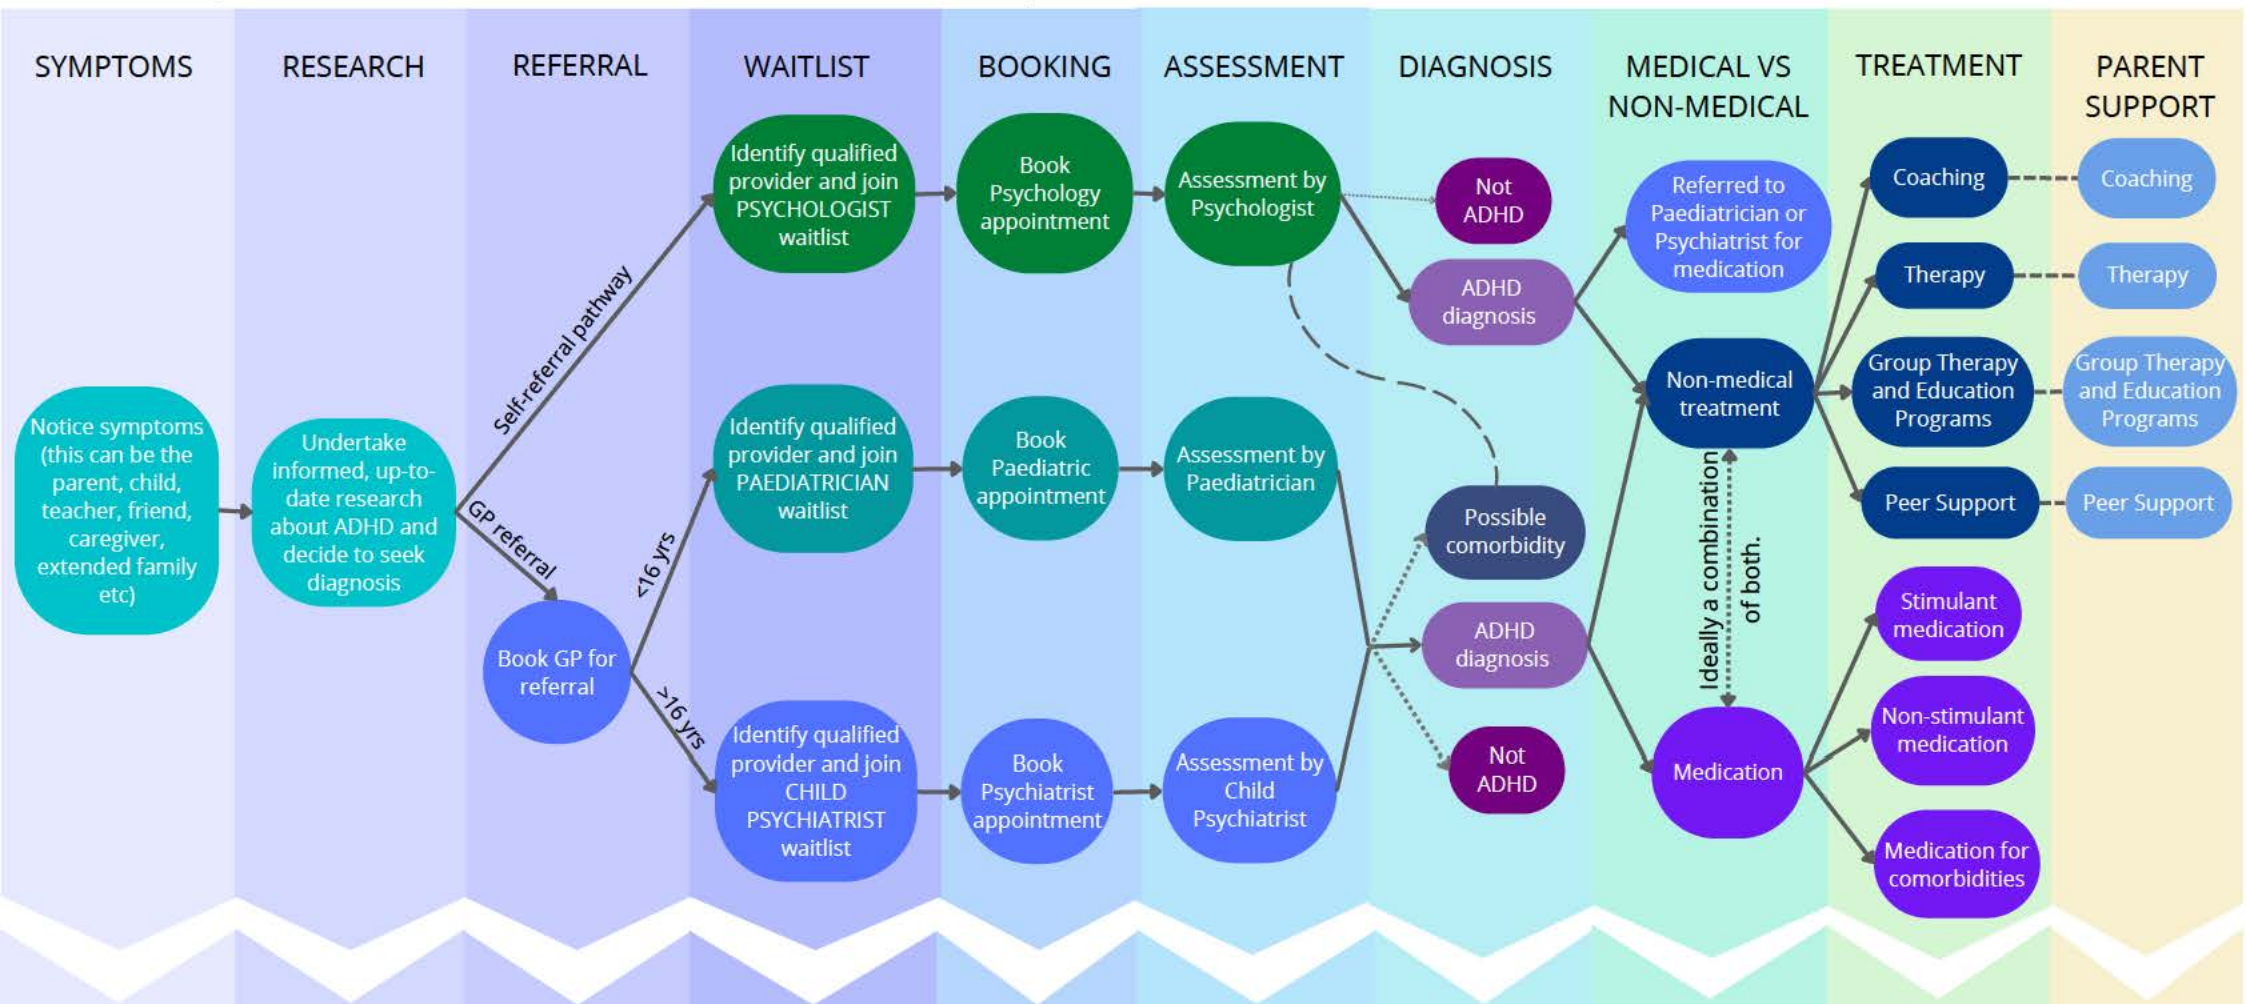 SYMPTOMS
RESEARCH
REFERRAL
WAITLIST
BOOKING
ASSESSMENT
DIAGNOSIS
MEDICAL VS
NON-MEDICAL
TREATMENT
PARENT
SUPPORT
Notice symptoms
(this can be the
parent, child,
teacher, friend,
caregiver,
extended family
etc)
Undertake
informed, up-to-
date research
about ADHD and
decide to seek
diagnosis
Self-referral pathway
GP referral
Book GP for
referral
<16 yrs
>16 yrs
Identify qualified
provider and join
PSYCHOLOGIST
waitlist
Identify qualified
provider and join
PAEDIATRICIAN
waitlist
Identify qualified
provider and join
CHILD
PSYCHIATRIST
waitlist
Book
Psychology
appointment
Book
Paediatric
appointment
Book
Psychiatrist
appointment
Assessment by
Psychologist
Assessment by
Paediatrician
Assessment by
Child
Psychiatrist
Not
ADHD
ADHD
diagnosis
Possible
comorbidity
ADHD
diagnosis
Not
ADHD
Referred to
Paediatrician or
Psychiatrist for
medication
Non-medical
treatment
Ideally a combination
of both.
Medication
Coaching
Therapy
Group Therapy
and Education
Programs
Peer Support
Stimulant
medication
Non-stimulant
medication
Medication for
comorbidities
Coaching
Therapy
Group Therapy
and Education
Programs
Peer Support